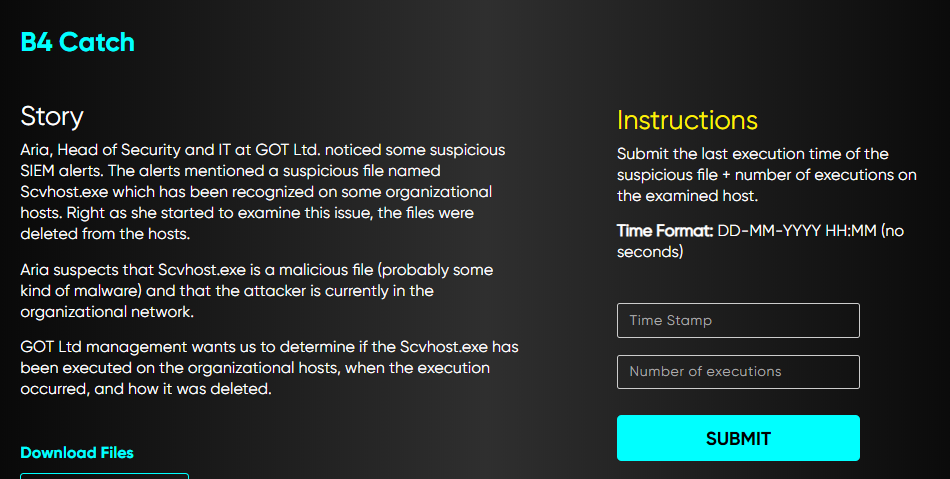 B4 Catch
Story
Aria, Head of Security and IT at GOT Ltd. noticed some suspicious
SIEM alerts. The alerts mentioned a suspicious file named
Scvhost.exe which has been recognized on some organizational
hosts. Right as she started to examine this issue, the files were
deleted from the hosts.
Aria suspects that Scvhost.exe is a malicious file (probably some
kind of malware) and that the attacker is currently in the
organizational network.
GOT Ltd management wants us to determine if the Scvhost.exe has
been executed on the organizational hosts, when the execution
occurred, and how it was deleted.
Download Files
Instructions
Submit the last execution time of the
suspicious file + number of executions on
the examined host.
Time Format: DD-MM-YYYY HH:MM (no
seconds)
Time Stamp
Number of executions
SUBMIT